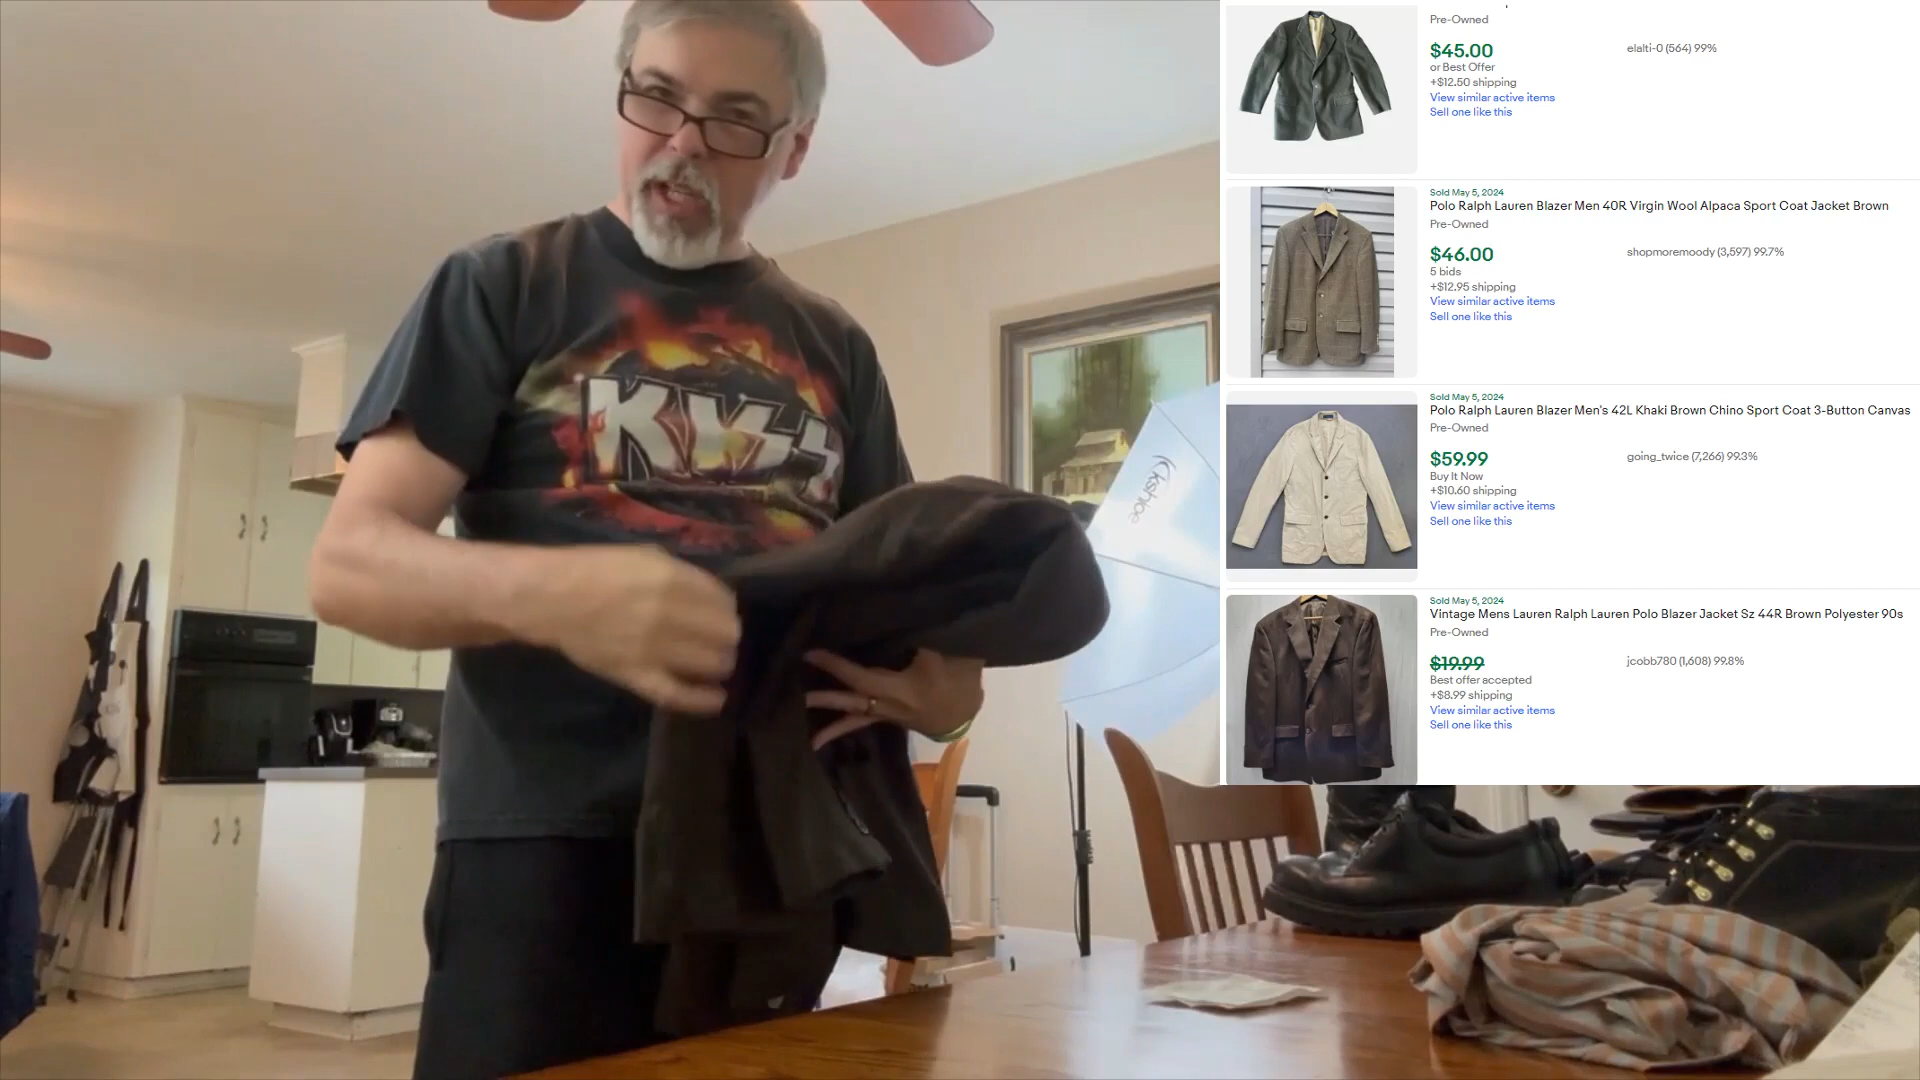 KISS
kshioe
Pre-Owned
$45.00
elalti-0 (564) 99%
or Best Offer
+$12.50 shipping
View similar active items
Sell one like this
Sold May 5, 2024
Polo Ralph Lauren Blazer Men 40R Virgin Wool Alpaca Sport Coat Jacket Brown
Pre-Owned
$46.00
shopmoremoody (3,597) 99.7%
5 bids
+$12.95 shipping
View similar active items
Sell one like this
Sold May 5, 2024
Polo Ralph Lauren Blazer Men's 42L Khaki Brown Chino Sport Coat 3-Button Canvas
Pre-Owned
$59.99
going_twice (7,266) 99.3%
Buy It Now
+$10.60 shipping
View similar active items
Sell one like this
Sold May 5, 2024
Vintage Mens Lauren Ralph Lauren Polo Blazer Jacket Sz 44R Brown Polyester 90s
Pre-Owned
$19.99
jcobb780 (1,608) 99.8%
Best offer accepted
+$8.99 shipping
View similar active items
Sell one like this